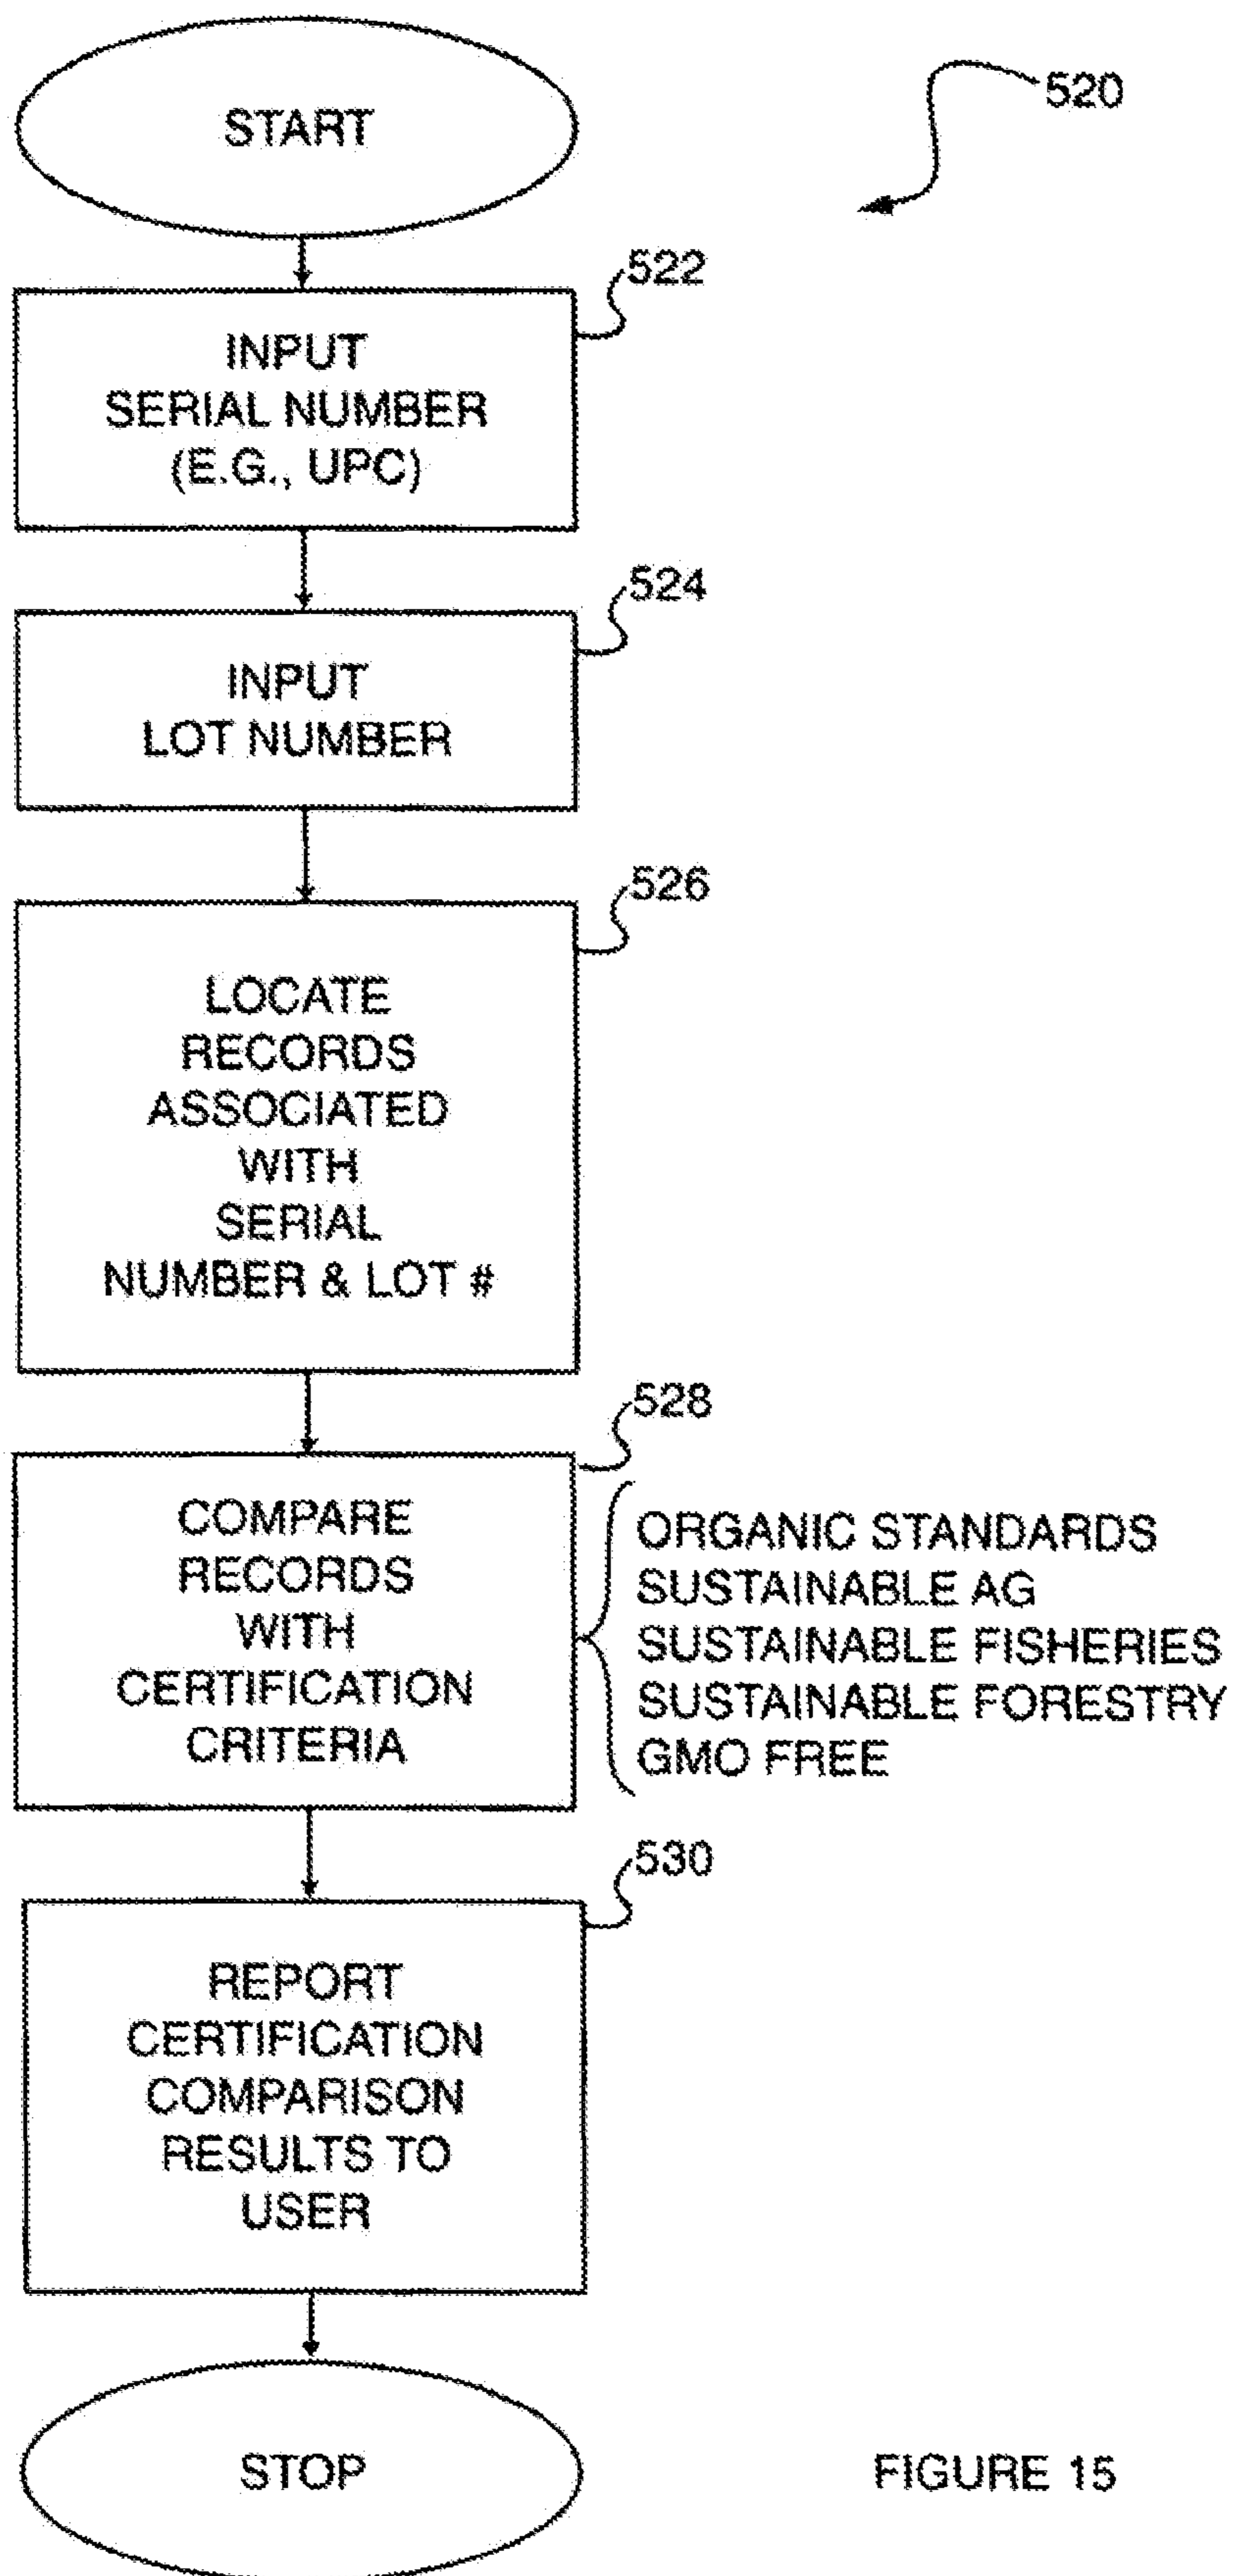 START
520
522
INPUT
SERIAL NUMBER
(E.G., UPC)
524
INPUT
LOT NUMBER
526
LOCATE
RECORDS
ASSOCIATED
WITH
SERIAL
NUMBER & LOT #
528
COMPARE
RECORDS
WITH
CERTIFICATION
CRITERIA
ORGANIC STANDARDS
SUSTAINABLE AG
SUSTAINABLE FISHERIES
SUSTAINABLE FORESTRY
GMO FREE
530
REPORT
CERTIFICATION
COMPARISON
RESULTS TO
USER
STOP
FIGURE 15